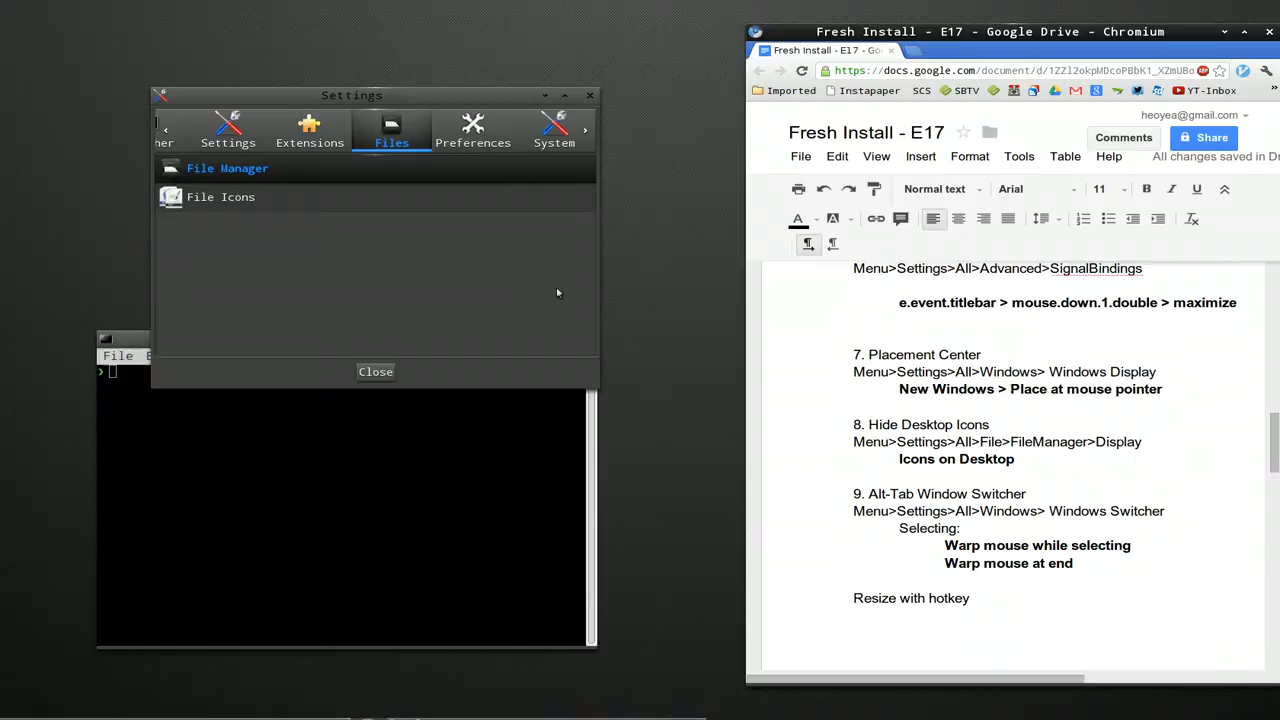 Settings
her
Settings
Extensions
Files
Preferences
System
File Manager
File Icons
Close
File
Fresh Install - E17 - Google Drive - Chromium
Fresh Install - E17 - Go
https://docs.google.com/document/d/1ZZl2okpMDcoPBbK1_XZmUBo
Imported Instapaper SCS SBTV YT-Inbox »
heoyea@gmail.com
Fresh Install - E17
Comments
Share
File Edit View Insert Format Tools Table Help All changes saved in Dr
Normal text Arial 11 B I U
A A
Menu>Settings>All>Advanced>SignalBindings
e.event.titlebar > mouse.down.1.double > maximize
7. Placement Center
Menu>Settings>All>Windows> Windows Display
New Windows > Place at mouse pointer
8. Hide Desktop Icons
Menu>Settings>All>File>FileManager>Display
Icons on Desktop
9. Alt-Tab Window Switcher
Menu>Settings>All>Windows> Windows Switcher
Selecting:
Warp mouse while selecting
Warp mouse at end
Resize with hotkey